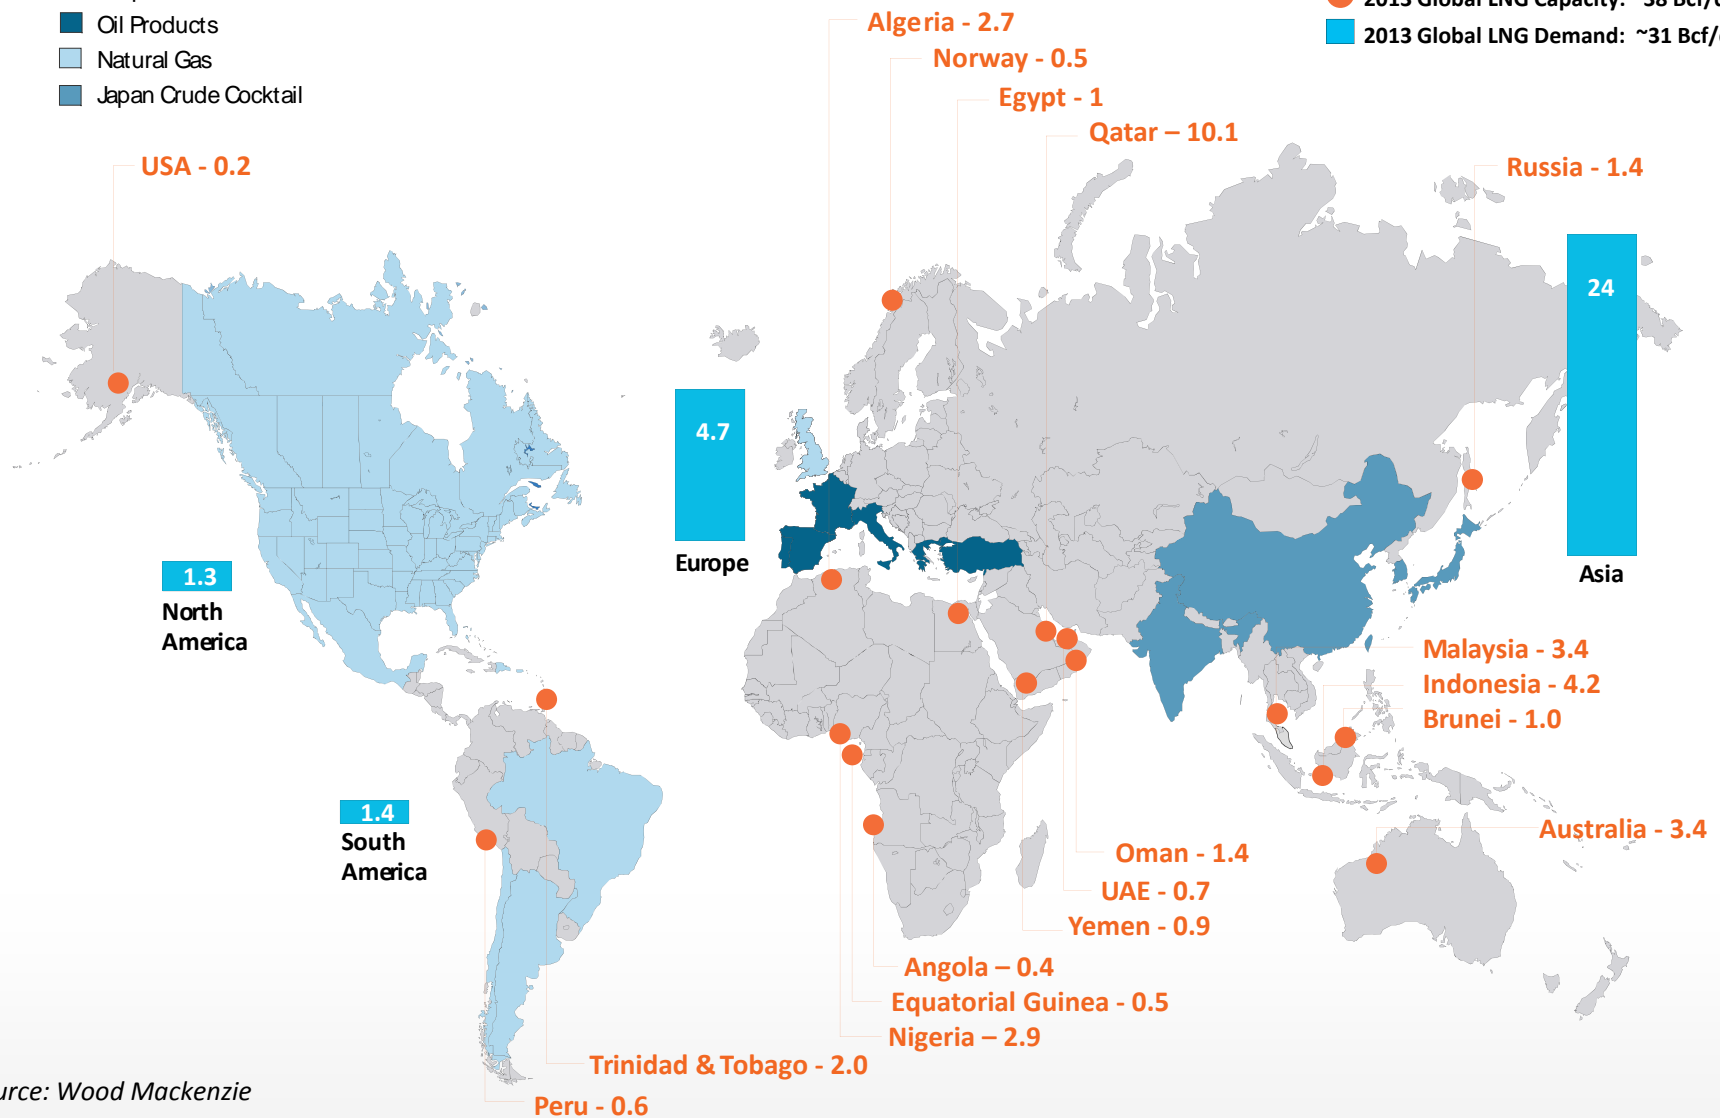 Oil Products
Natural Gas
Japan Crude Cocktail
2013 Global LNG Capacity:
2013 Global LNG Demand: ~31
Algeria - 2.7
Norway - 0.5
Egypt - 1
Qatar – 10.1
USA - 0.2
Russia - 1.4
24
4.7
Europe
Asia
1.3
North
America
Malaysia - 3.4
Indonesia - 4.2
Brunei - 1.0
1.4
South
America
Australia - 3.4
Oman - 1.4
UAE - 0.7
Yemen - 0.9
Angola – 0.4
Equatorial Guinea - 0.5
Nigeria – 2.9
Trinidad & Tobago - 2.0
Peru - 0.6
Wood Mackenzie